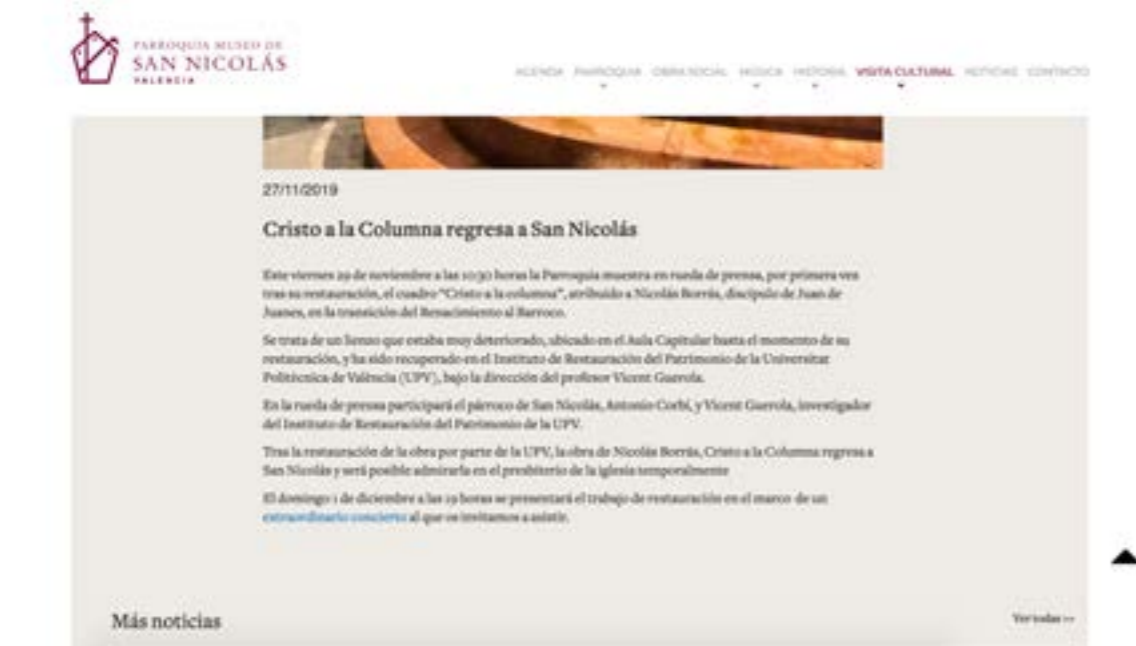 PARROQUIA MUSEO DE
SAN NICOLÁS
VALENCIA
AGENDA PARROQUIA OBRA SOCIAL MÚSICA HISTORIA VISITA CULTURAL NOTICIAS CONTACTO
27/11/2019
Cristo a la Columna regresa a San Nicolás
Este viernes 29 de noviembre a las 10:30 horas la Parroquia muestra en rueda de prensa, por primera vez
tras su restauración, el cuadro “Cristo a la columna”, atribuido a Nicolás Borrás, discípulo de Juan de
Juanes, en la transición del Renacimiento al Barroco.
Se trata de un lienzo que estaba muy deteriorado, ubicado en el Aula Capitular hasta el momento de su
restauración, y ha sido recuperado en el Instituto de Restauración del Patrimonio de la Universitat
Politècnica de València (UPV), bajo la dirección del profesor Vicent Guerola.
En la rueda de prensa participará el párroco de San Nicolás, Antonio Corbí, y Vicent Guerola, investigador
del Instituto de Restauración del Patrimonio de la UPV.
Tras la restauración de la obra por parte de la UPV, la obra de Nicolás Borrás, Cristo a la Columna regresa a
San Nicolás y será posible admirarla en el presbiterio de la iglesia temporalmente
El domingo 1 de diciembre a las 19 horas se presentará el trabajo de restauración en el marco de un
extraordinario concierto al que os invitamos a asistir.
Más noticias
Ver todas >>